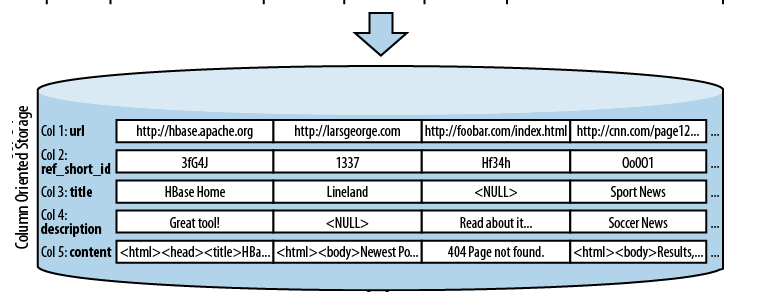 Column Oriented Storage
Col 1: url http://hbase.apache.org http://larsgeorge.com http://foobar.com/index.html http://cnn.com/page12... ...
Col 2:
ref_short_id 3fG4J 1337 Hf34h Oo001 ...
Col 3: title HBase Home Lineland <NULL> Sport News ...
Col 4:
description Great tool! <NULL> Read about it... Soccer News ...
Col 5: content <html><head><title>HBa... <html><body>Newest Po... 404 Page not found. <html><body>Results,... ...